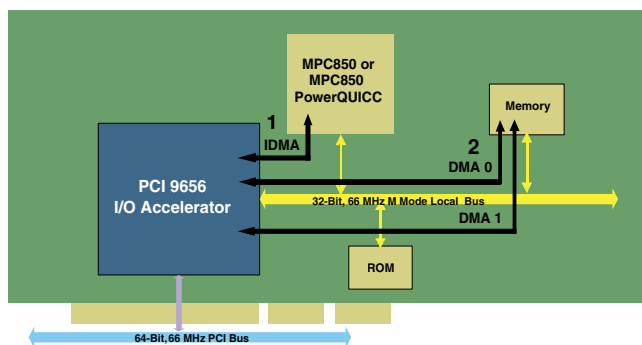 MPC850 or
MPC850
PowerQUICC
Memory
1
IDMA
2
DMA 0
PCI 9656
I/O Accelerator
32-Bit, 66 MHz M Mode Local Bus
DMA 1
ROM
64-Bit, 66 MHz PCI Bus